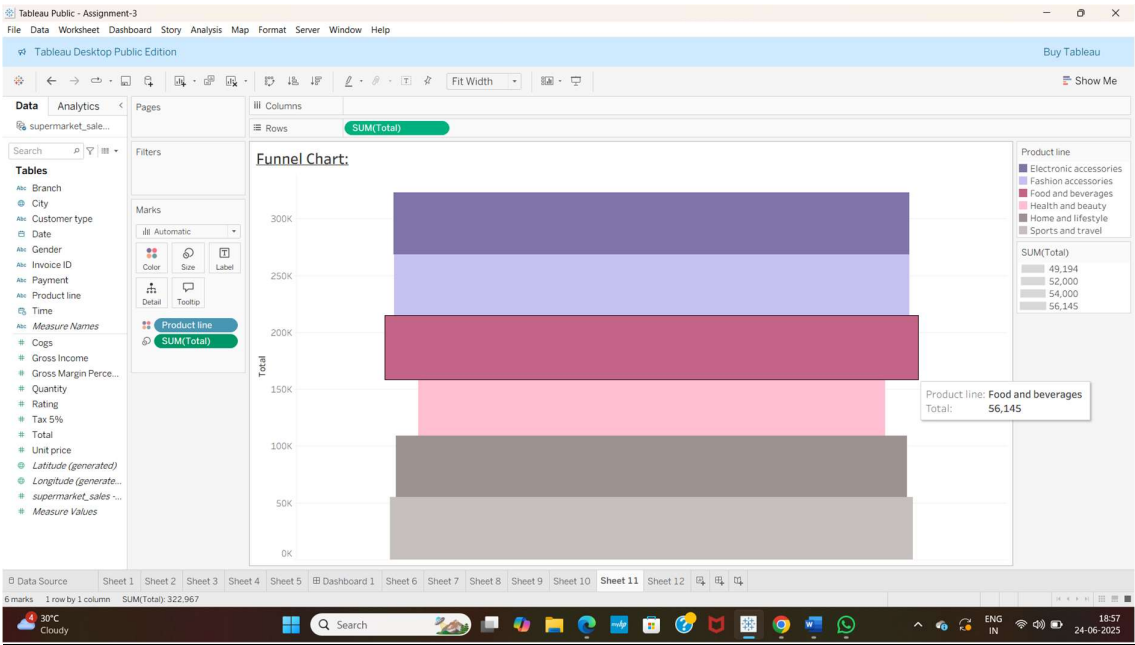 Tableau Public - Assignment-3
File Data Worksheet Dashboard Story Analysis Map Format Server Window Help
Tableau Desktop Public Edition
Buy Tableau
Fit Width
Show Me
Data Analytics
Pages
Columns
supermarket_sale...
Rows
SUM(Total)
Search
Filters
Tables
Abc Branch
City
Abc Customer type
Date
Abc Gender
Abc Invoice ID
Abc Payment
Abc Product line
Time
Abc Measure Names
# Cogs
# Gross Income
# Gross Margin Perce...
# Quantity
# Rating
# Tax 5%
# Total
# Unit price
Latitude (generated)
Longitude (generate...
# supermarket_sales -...
# Measure Values
Marks
Automatic
Color Size Label
Detail Tooltip
Product line
SUM(Total)
Funnel Chart:
300K
250K
200K
150K
100K
50K
0K
Total
Product line: Food and beverages
Total: 56,145
Product line
Electronic accessories
Fashion accessories
Food and beverages
Health and beauty
Home and lifestyle
Sports and travel
SUM(Total)
49,194
52,000
54,000
56,145
Data Source Sheet 1 Sheet 2 Sheet 3 Sheet 4 Sheet 5 Dashboard 1 Sheet 6 Sheet 7 Sheet 8 Sheet 9 Sheet 10 Sheet 11 Sheet 12
6 marks 1 row by 1 column SUM(Total): 322,967
4
30°C
Cloudy
Search
ENG
IN
18:57
24-06-2025